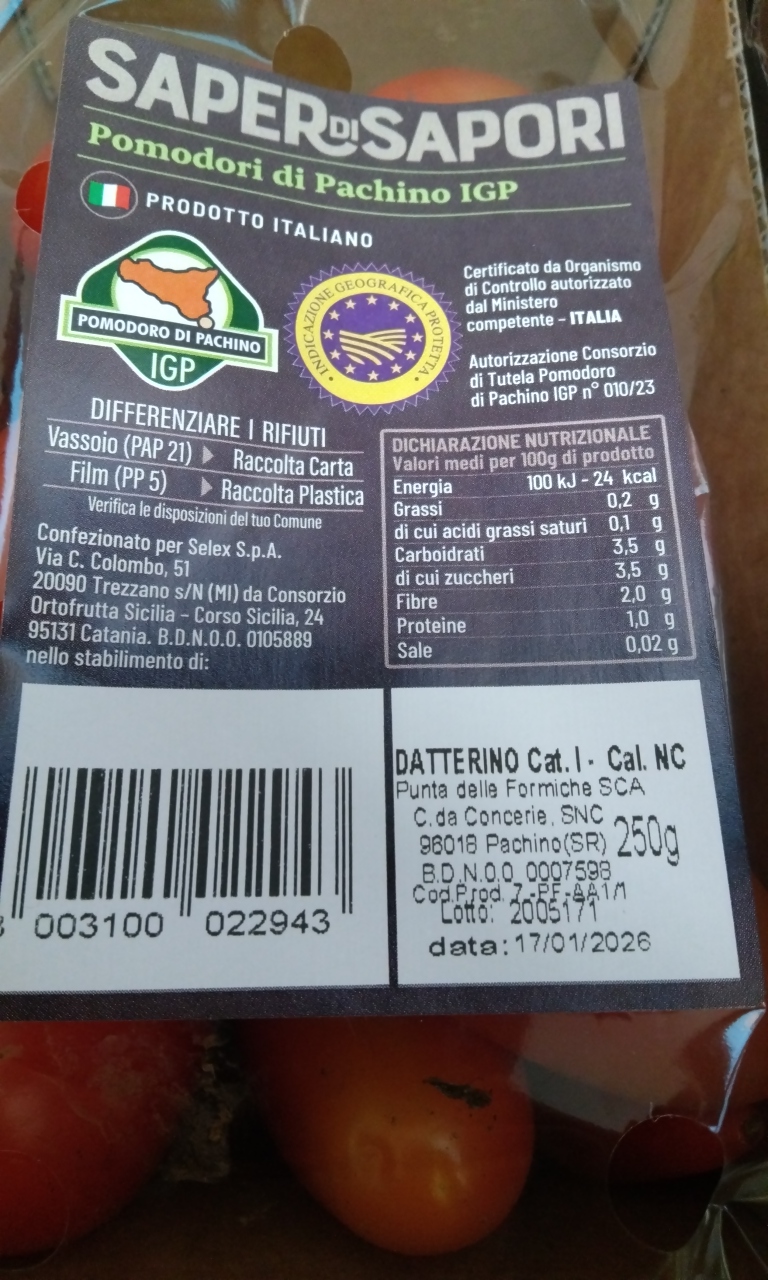 SAPER DI SAPORI
Pomodori di Pachino IGP
PRODOTTO ITALIANO
POMODORO DI PACHINO
IGP
INDICAZIONE GEOGRAFICA PROTETTA
Certificato da Organismo
di Controllo autorizzato
dal Ministero
competente - ITALIA
Autorizzazione Consorzio
di Tutela Pomodoro
di Pachino IGP n° 010/23
DIFFERENZIARE I RIFIUTI
Vassoio (PAP 21) Raccolta Carta
Film (PP 5) Raccolta Plastica
Verifica le disposizioni del tuo Comune
Confezionato per Selex S.p.A.
Via C. Colombo, 51
20090 Trezzano s/N (MI) da Consorzio
Ortofrutta Sicilia - Corso Sicilia, 24
95131 Catania. B.D.N.O.O. 0105889
nello stabilimento di:
DICHIARAZIONE NUTRIZIONALE
Valori medi per 100g di prodotto
Energia 100 kJ - 24 kcal
Grassi 0,2 g
di cui acidi grassi saturi 0,1 g
Carboidrati 3,5 g
di cui zuccheri 3,5 g
Fibre 2,0 g
Proteine 1,0 g
Sale 0,02 g
003100 022943
DATTERINO Cat. I - Cal. NC
Punta delle Formiche SCA
C.da Concerie, SNC
96018 Pachino(SR) 250g
B.D.N.O.O 0007598
Cod.Prod. 7-PF-AA1/1
Lotto: 2005171
data: 17/01/2026